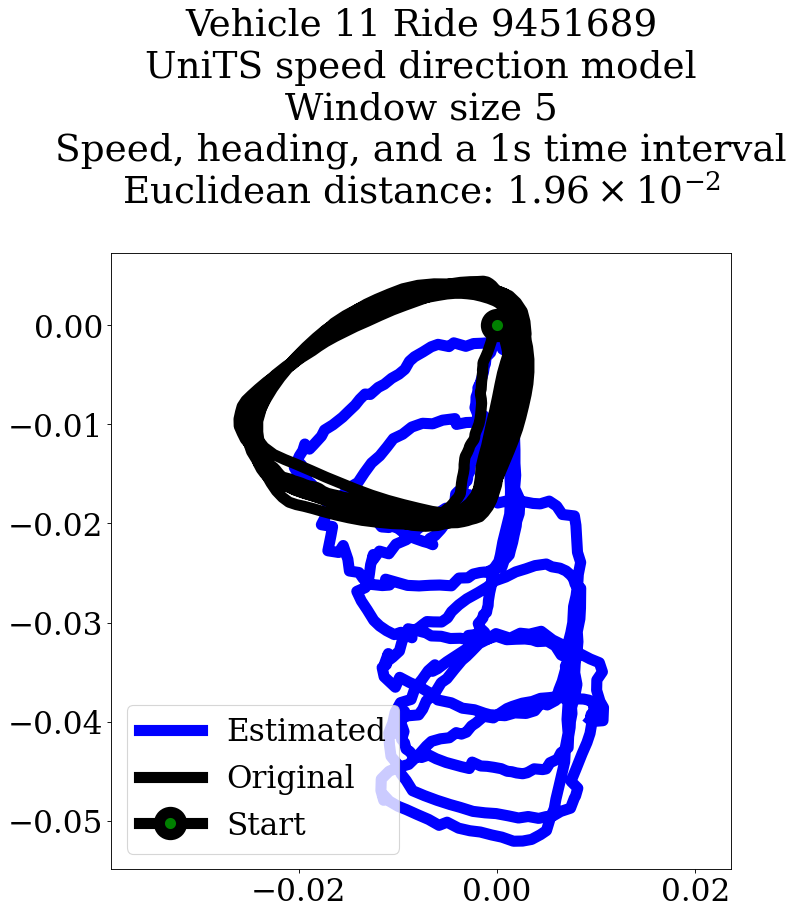 Vehicle 11 Ride 9451689
UniTS speed direction model
Window size 5
Speed, heading, and a 1s time interval
Euclidean distance: 1.96 × 10⁻²
0.00
−0.01
−0.02
−0.03
−0.04
−0.05
Estimated
Original
Start
−0.02
0.00
0.02